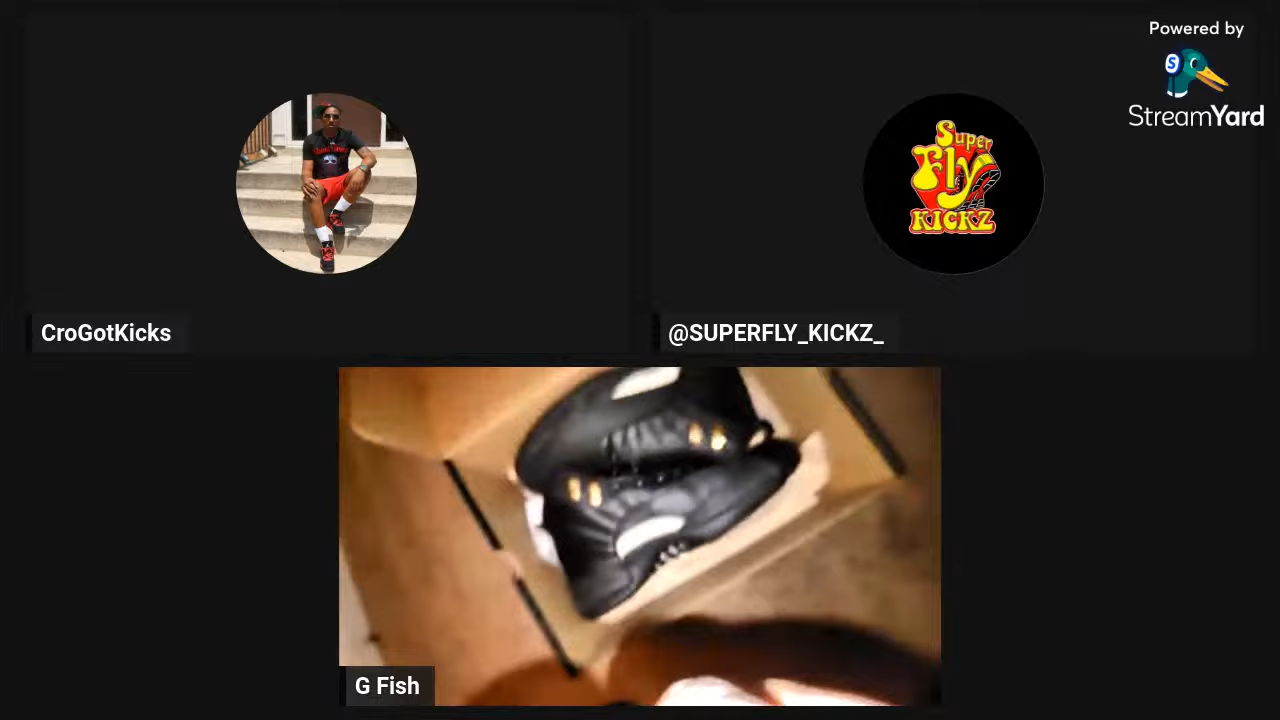 Powered by
S
StreamYard
Super
Fly
KICKZ
CroGotKicks
@SUPERFLY_KICKZ_
G Fish